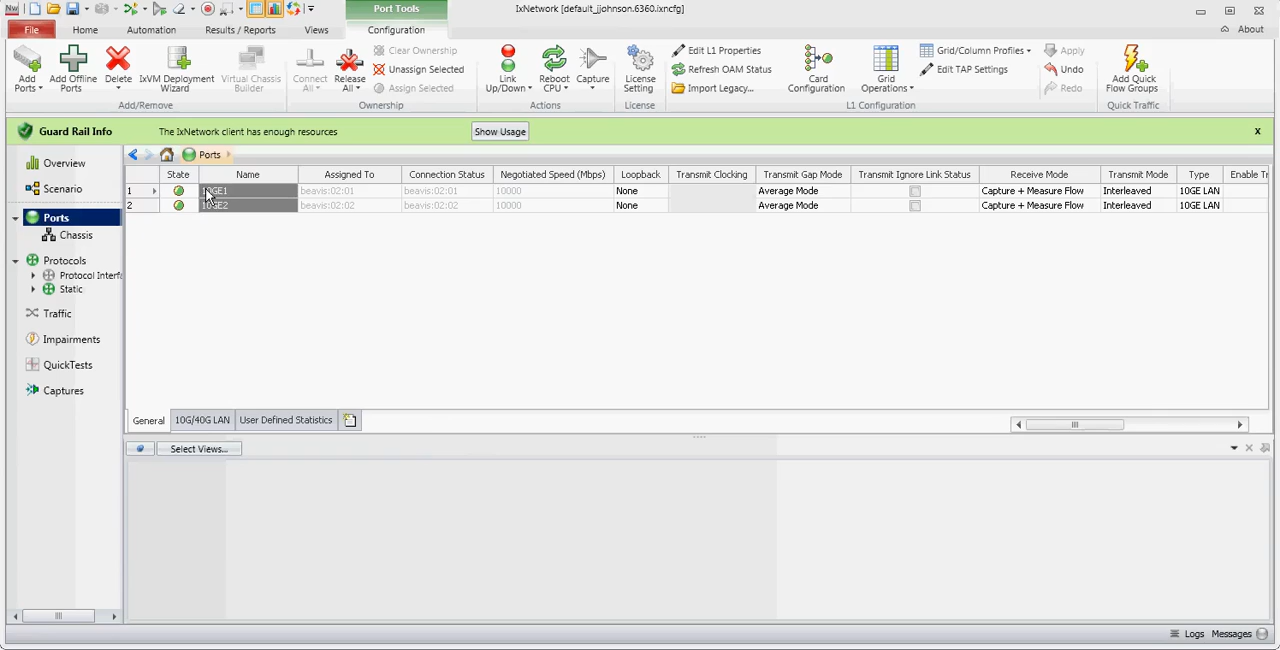 Nw
Port Tools
IxNetwork [default_jjohnson.6360.ixncfg]
File
Home
Automation
Results / Reports
Views
Configuration
About
Add Ports
Add Offline Ports
Delete
IxVM Deployment Wizard
Virtual Chassis Builder
Add/Remove
Connect All
Release All
Clear Ownership
Unassign Selected
Assign Selected
Ownership
Link Up/Down
Reboot CPU
Capture
Actions
License Setting
License
Edit L1 Properties
Refresh OAM Status
Import Legacy...
Card Configuration
Grid Operations
Grid/Column Profiles
Edit TAP Settings
Apply
Undo
Redo
L1 Configuration
Add Quick Flow Groups
Quick Traffic
Guard Rail Info
The IxNetwork client has enough resources
Show Usage
x
Overview
Scenario
Ports
Chassis
Protocols
Protocol Interfa
Static
Traffic
Impairments
QuickTests
Captures
Ports
State Name Assigned To Connection Status Negotiated Speed (Mbps) Loopback Transmit Clocking Transmit Gap Mode Transmit Ignore Link Status Receive Mode Transmit Mode Type Enable Tr
1 10GE1 beavis:02:01 beavis:02:01 10000 None Average Mode Capture + Measure Flow Interleaved 10GE LAN
2 10GE2 beavis:02:02 beavis:02:02 10000 None Average Mode Capture + Measure Flow Interleaved 10GE LAN
General
10G/40G LAN
User Defined Statistics
Select Views...
Logs
Messages